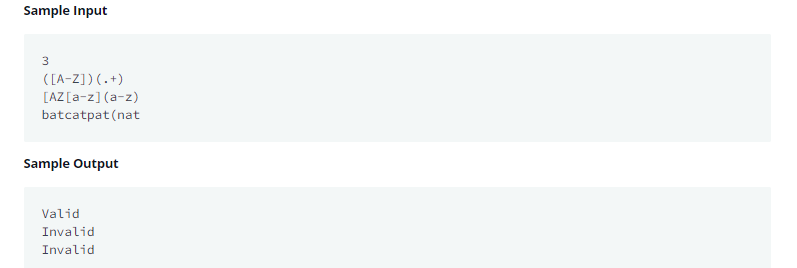 Sample Input
3
([A-Z])(.+)
[AZ[a-z](a-z)
batcatpat(nat
Sample Output
Valid
Invalid
Invalid